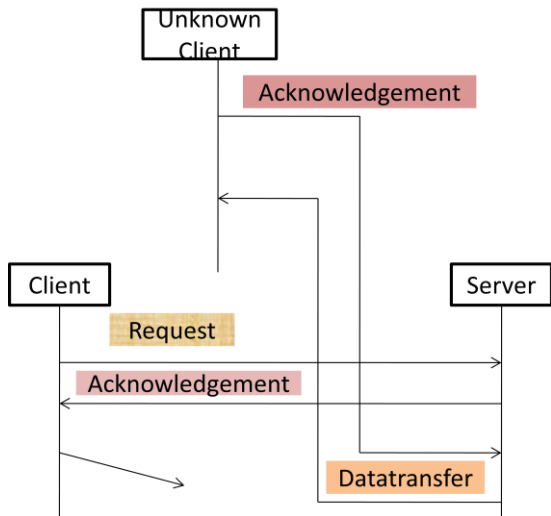 Unknown
Client
Acknowledgement
Client
Server
Request
Acknowledgement
Datatransfer